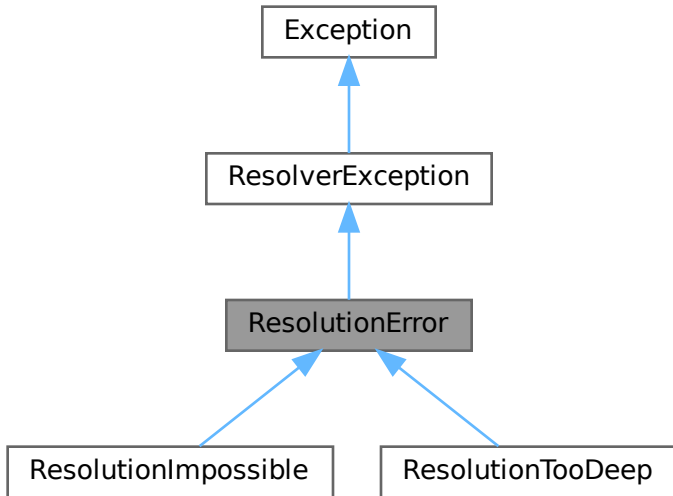 Exception
ResolverException
ResolutionError
ResolutionImpossible
ResolutionTooDeep